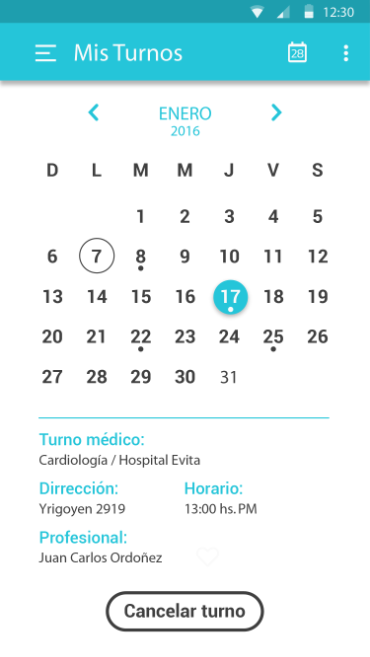 12:30
Mis Turnos
28
ENERO
2016
D L M M J V S
1 2 3 4 5
6 7 8 9 10 11 12
13 14 15 16 17 18 19
20 21 22 23 24 25 26
27 28 29 30 31
Turno médico:
Cardiología / Hospital Evita
Dirrección: Horario:
Yrigoyen 2919 13:00 hs. PM
Profesional:
Juan Carlos Ordoñez
Cancelar turno